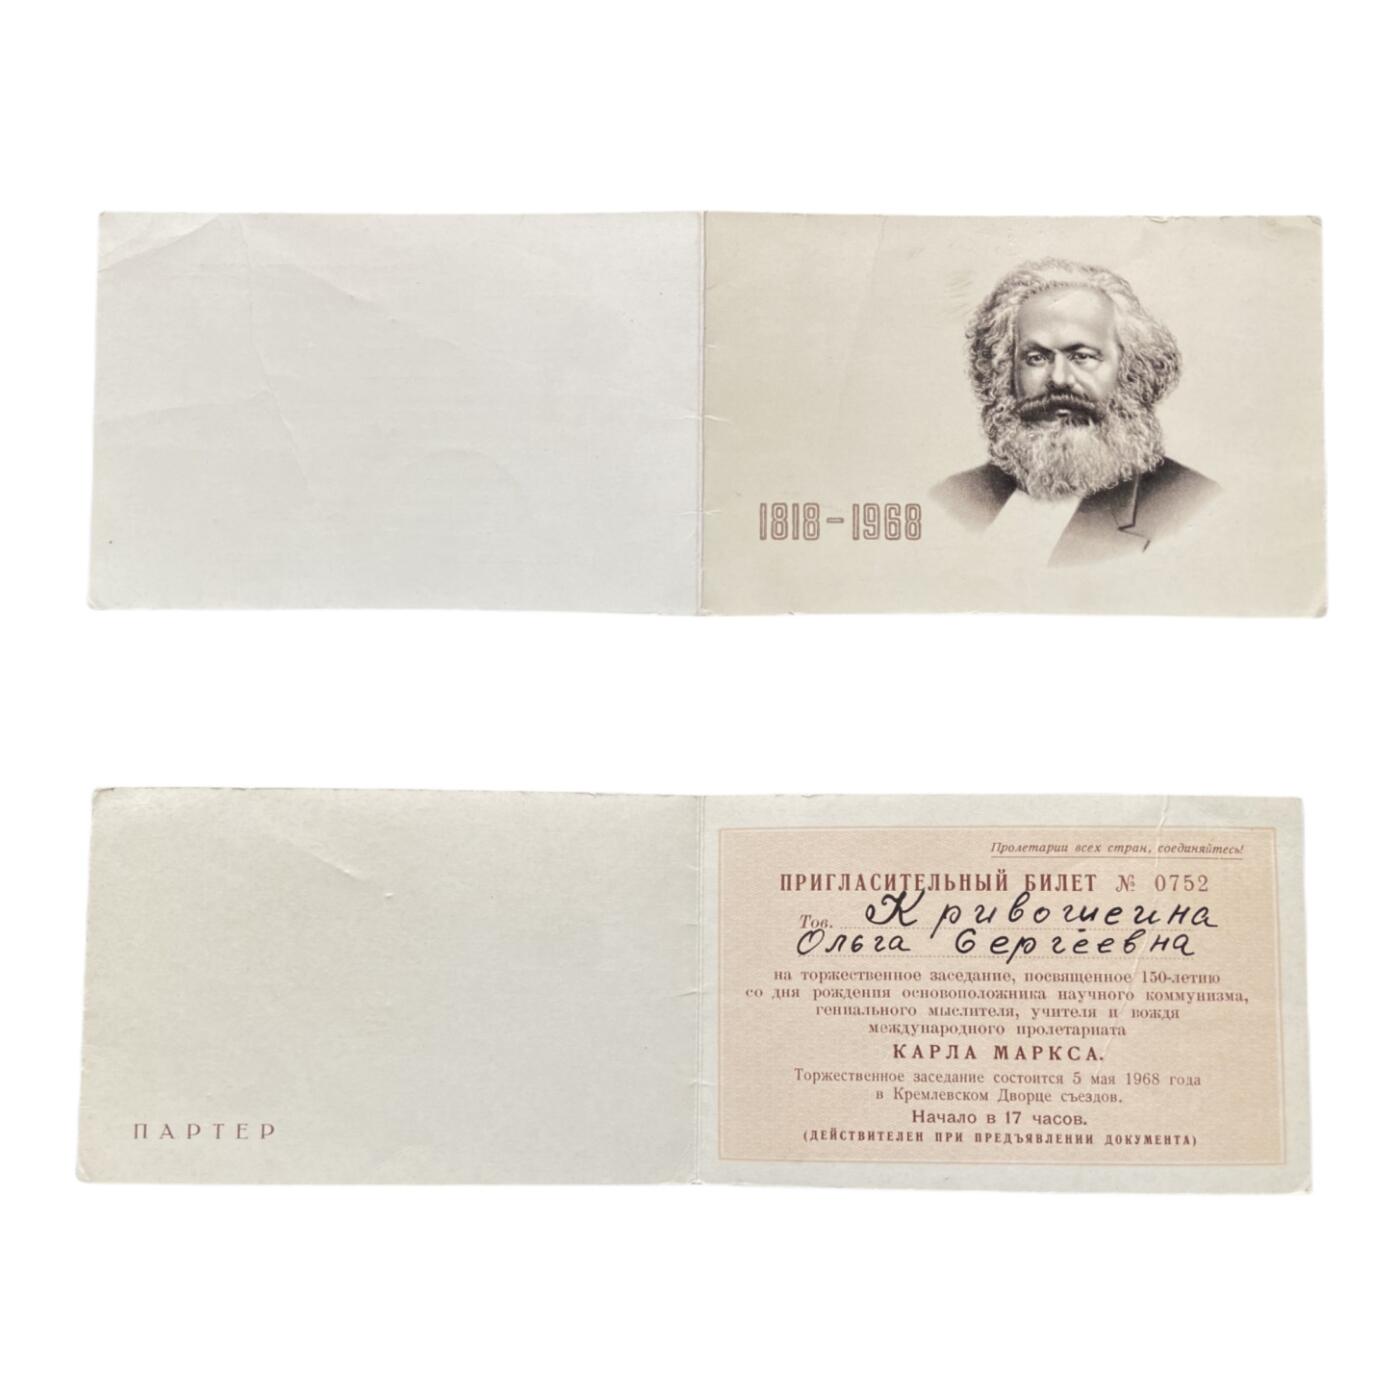 1818-1968
Пролетарии всех стран, соединяйтесь!
ПРИГЛАСИТЕЛЬНЫЙ БИЛЕТ № 0752
Тов. Кривошеина
Ольга Сергеевна
на торжественное заседание, посвященное 150-летию
со дня рождения основоположника научного коммунизма,
гениального мыслителя, учителя и вождя
международного пролетариата
КАРЛА МАРКСА.
Торжественное заседание состоится 5 мая 1968 года
в Кремлевском Дворце съездов.
Начало в 17 часов.
(ДЕЙСТВИТЕЛЕН ПРИ ПРЕДЪЯВЛЕНИИ ДОКУМЕНТА)
ПАРТЕР